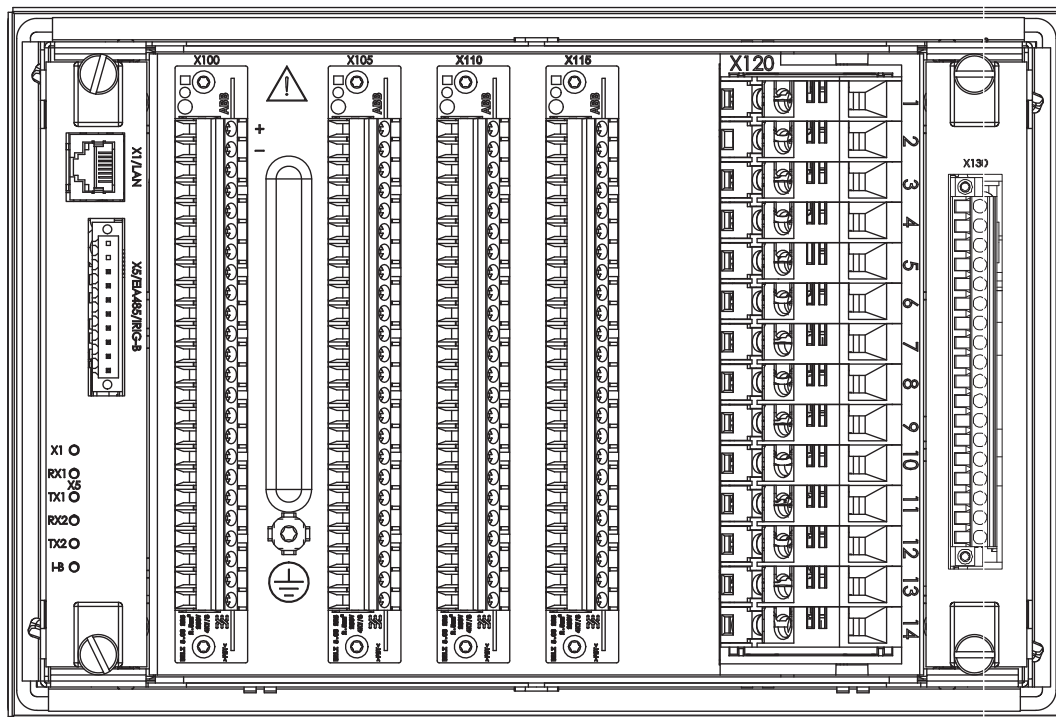 X100
X105
X110
X115
X120
X130
ABB
ABB
ABB
ABB
+
−
X1/LAN
X5/EIA485/IRIG-B
1
2
3
4
5
6
7
8
9
10
11
12
13
14
X1
RX1
X5
TX1
RX2
TX2
I-B